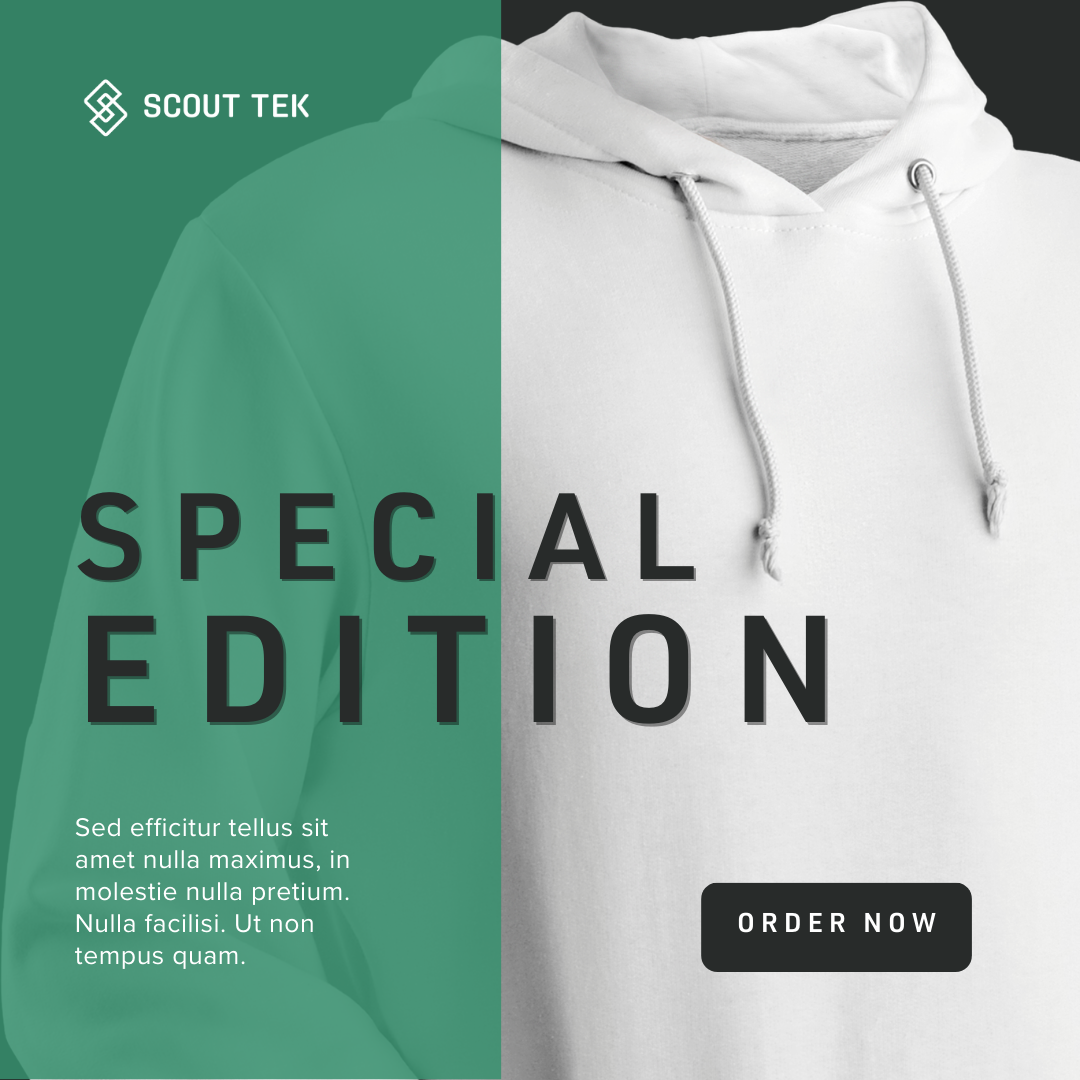 SCOUT TEK
SPECIAL
EDITION
Sed efficitur tellus sit
amet nulla maximus, in
molestie nulla pretium.
Nulla facilisi. Ut non
tempus quam.
ORDER NOW